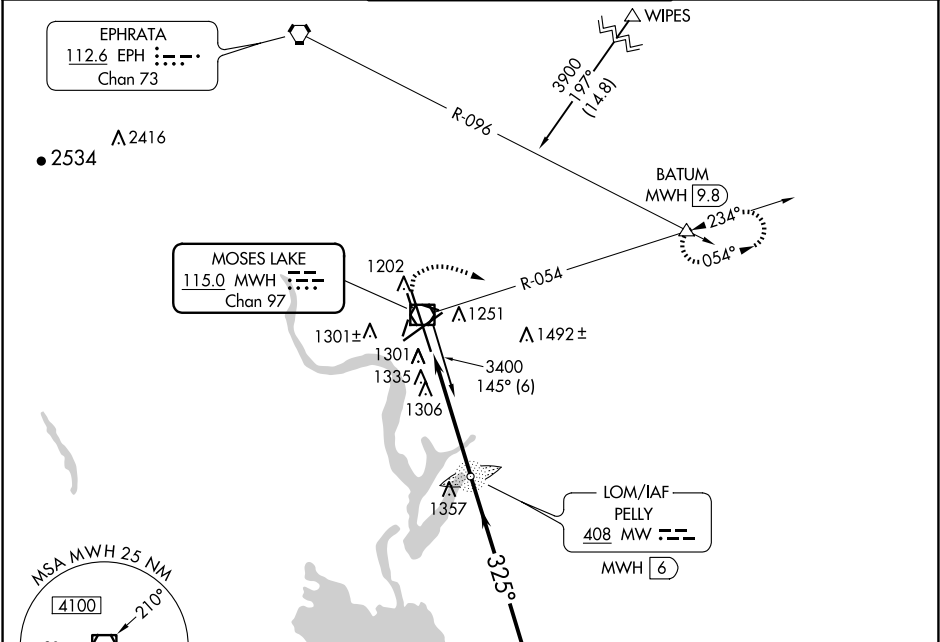 EPHRATA
112.6 EPH
Chan 73
WIPES
3900
197°
(14.8)
R-096
2416
2534
BATUM
MWH 9.8
234°
054°
MOSES LAKE
115.0 MWH
Chan 97
1202
R-054
1251
1301±
1492±
1301
3400
145° (6)
1335
1306
1357
LOM/IAF
PELLY
408 MW
MWH 6
325°
MSA MWH 25 NM
4100
210°